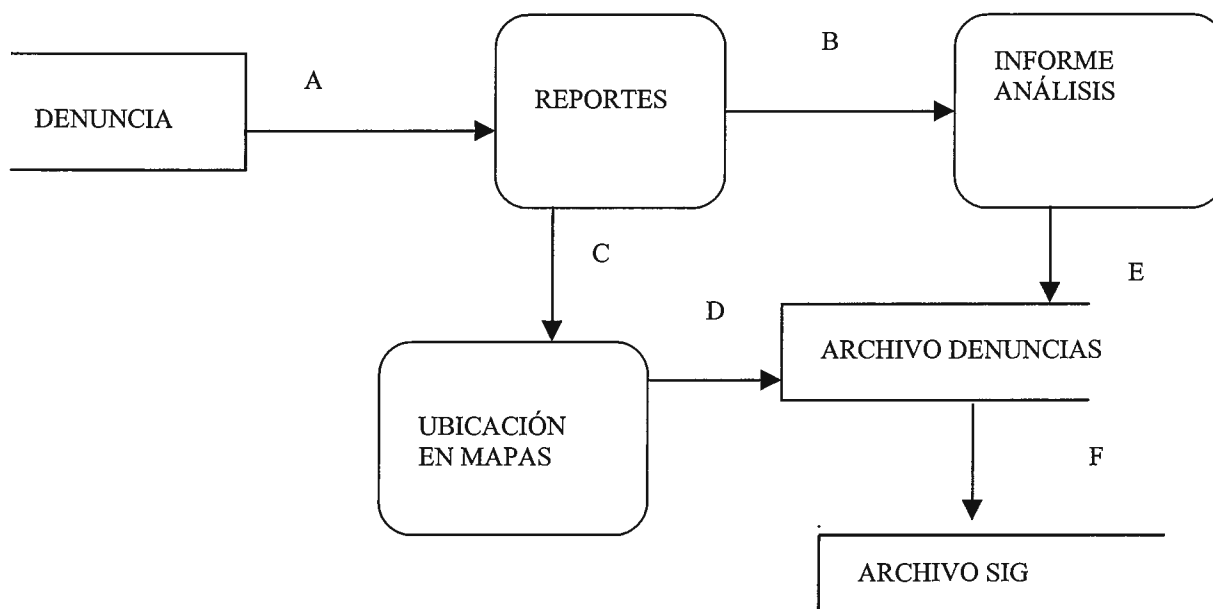 B
INFORME
ANÁLISIS
A
REPORTES
DENUNCIA
C
E
D
ARCHIVO DENUNCIAS
UBICACIÓN
EN MAPAS
F
ARCHIVO SIG